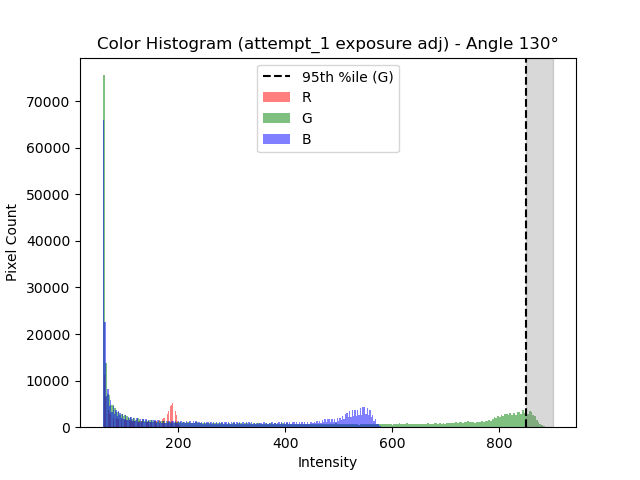 Color Histogram (attempt_1 exposure adj) - Angle 130°
95th %ile (G)
R
G
B
Pixel Count
70000
60000
50000
40000
30000
20000
10000
0
200
400
600
800
Intensity